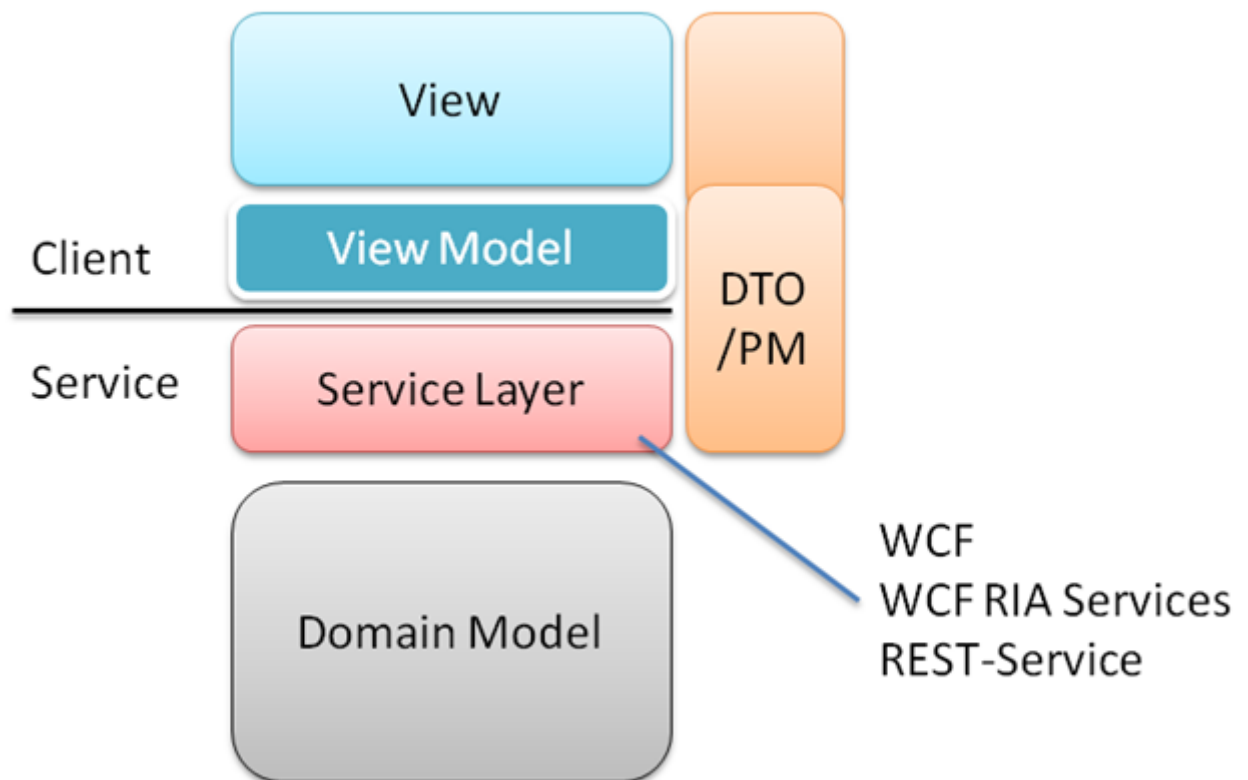 View
View Model
Client
DTO
/PM
Service
Service Layer
WCF
WCF RIA Services
REST-Service
Domain Model